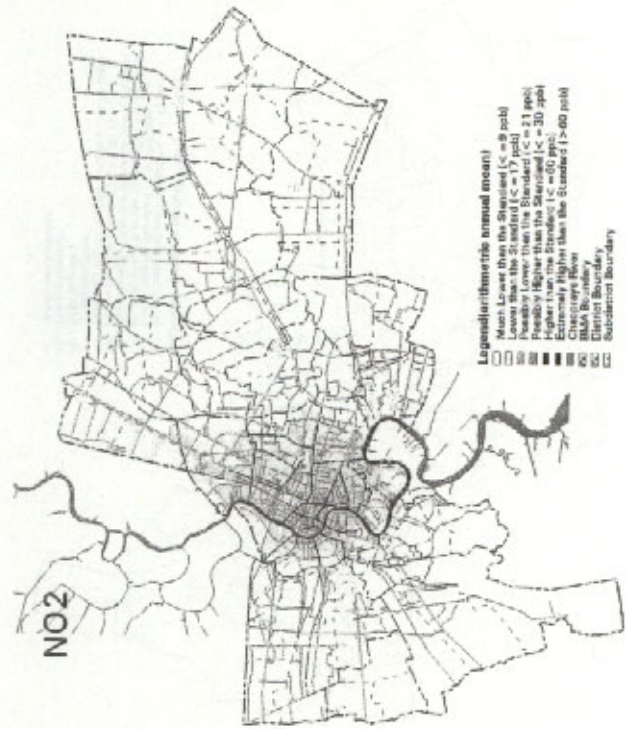 NO2
Legend(arithmetric annual mean)
Much Lower than the Standard (< = 9 ppb)
Lower than the Standard (< = 17 ppb)
Possibly Lower than the Standard (< = 21 ppb)
Possibly Higher than the Standard (< = 30 ppb)
Higher than the Standard (< = 60 ppb)
Extremely Higher than the Standard (>60 ppb)
Chaopraya River
BMA Boundary
District Boundary
Subdistrict Boundary